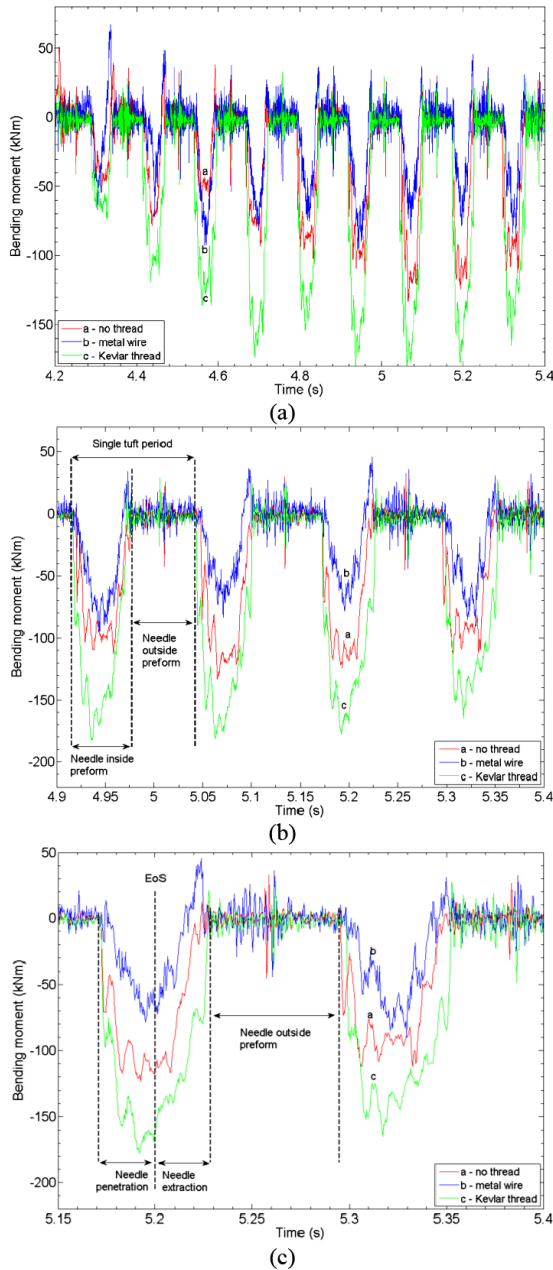 50
0
-50
-100
-150
Bending moment (kNm)
a
b
c
a - no thread
b - metal wire
c - Kevlar thread
4.2 4.4 4.6 4.8 5 5.2 5.4
Time (s)
(a)
Single tuft period
50
0
-50
-100
-150
-200
Bending moment (kNm)
Needle outside preform
Needle inside preform
b
a
c
a - no thread
b - metal wire
c - Kevlar thread
4.9 4.95 5 5.05 5.1 5.15 5.2 5.25 5.3 5.35 5.4
Time (s)
(b)
50
0
-50
-100
-150
-200
Bending moment (kNm)
EoS
b
a
c
Needle outside preform
Needle penetration
Needle extraction
a - no thread
b - metal wire
c - Kevlar thread
5.15 5.2 5.25 5.3 5.35 5.4
Time (s)
(c)